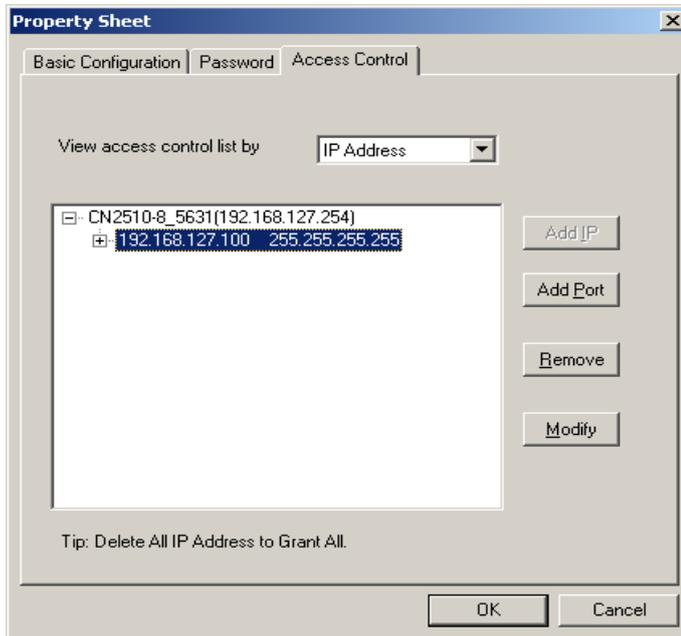 Property Sheet
Basic Configuration Password Access Control
View access control list by IP Address
CN2510-8_5631(192.168.127.254)
192.168.127.100 255.255.255.255
Add IP
Add Port
Remove
Modify
Tip: Delete All IP Address to Grant All.
OK Cancel